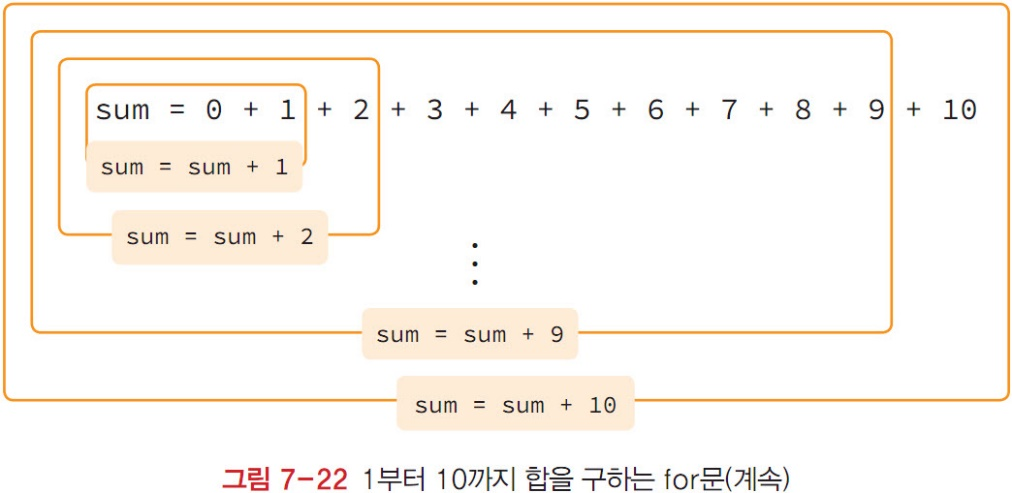 sum = 0 + 1 + 2 + 3 + 4 + 5 + 6 + 7 + 8 + 9 + 10
sum = sum + 1
sum = sum + 2
sum = sum + 9
sum = sum + 10
그림 7-22 1부터 10까지 합을 구하는 for문(계속)